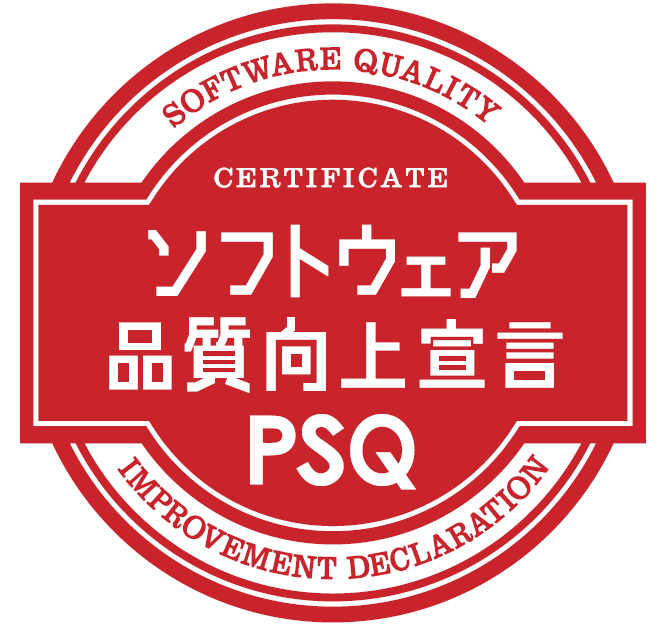 SOFTWARE QUALITY
CERTIFICATE
ソフトウェア
品質向上宣言
PSQ
IMPROVEMENT DECLARATION